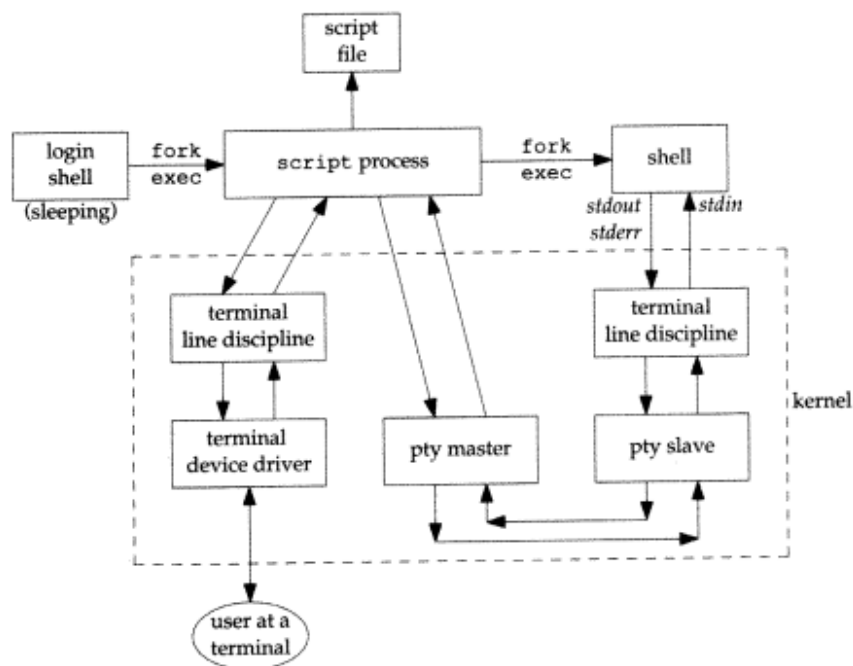 script
file
login
shell
(sleeping)
fork
exec
script process
fork
exec
shell
stdout
stderr
stdin
terminal
line discipline
terminal
line discipline
kernel
terminal
device driver
pty master
pty slave
user at a
terminal